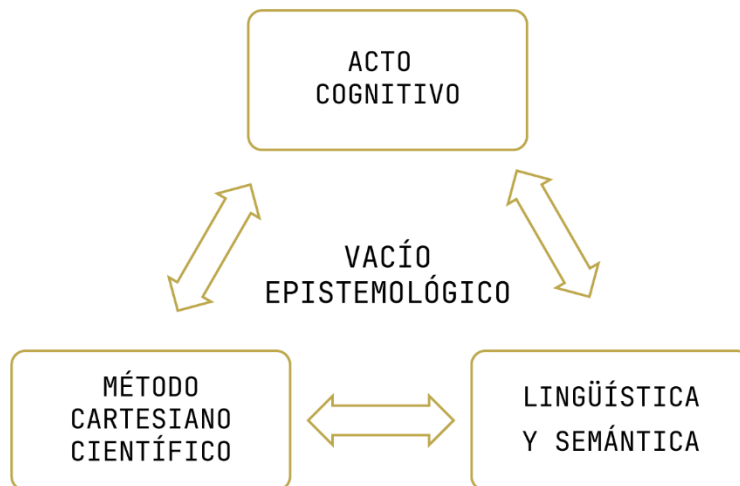 ACTO
COGNITIVO
VACÍO
EPISTEMOLÓGICO
MÉTODO
CARTESIANO
CIENTÍFICO
LINGÜÍSTICA
Y SEMÁNTICA